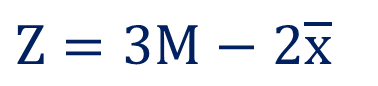 Z = 3M − 2x̅